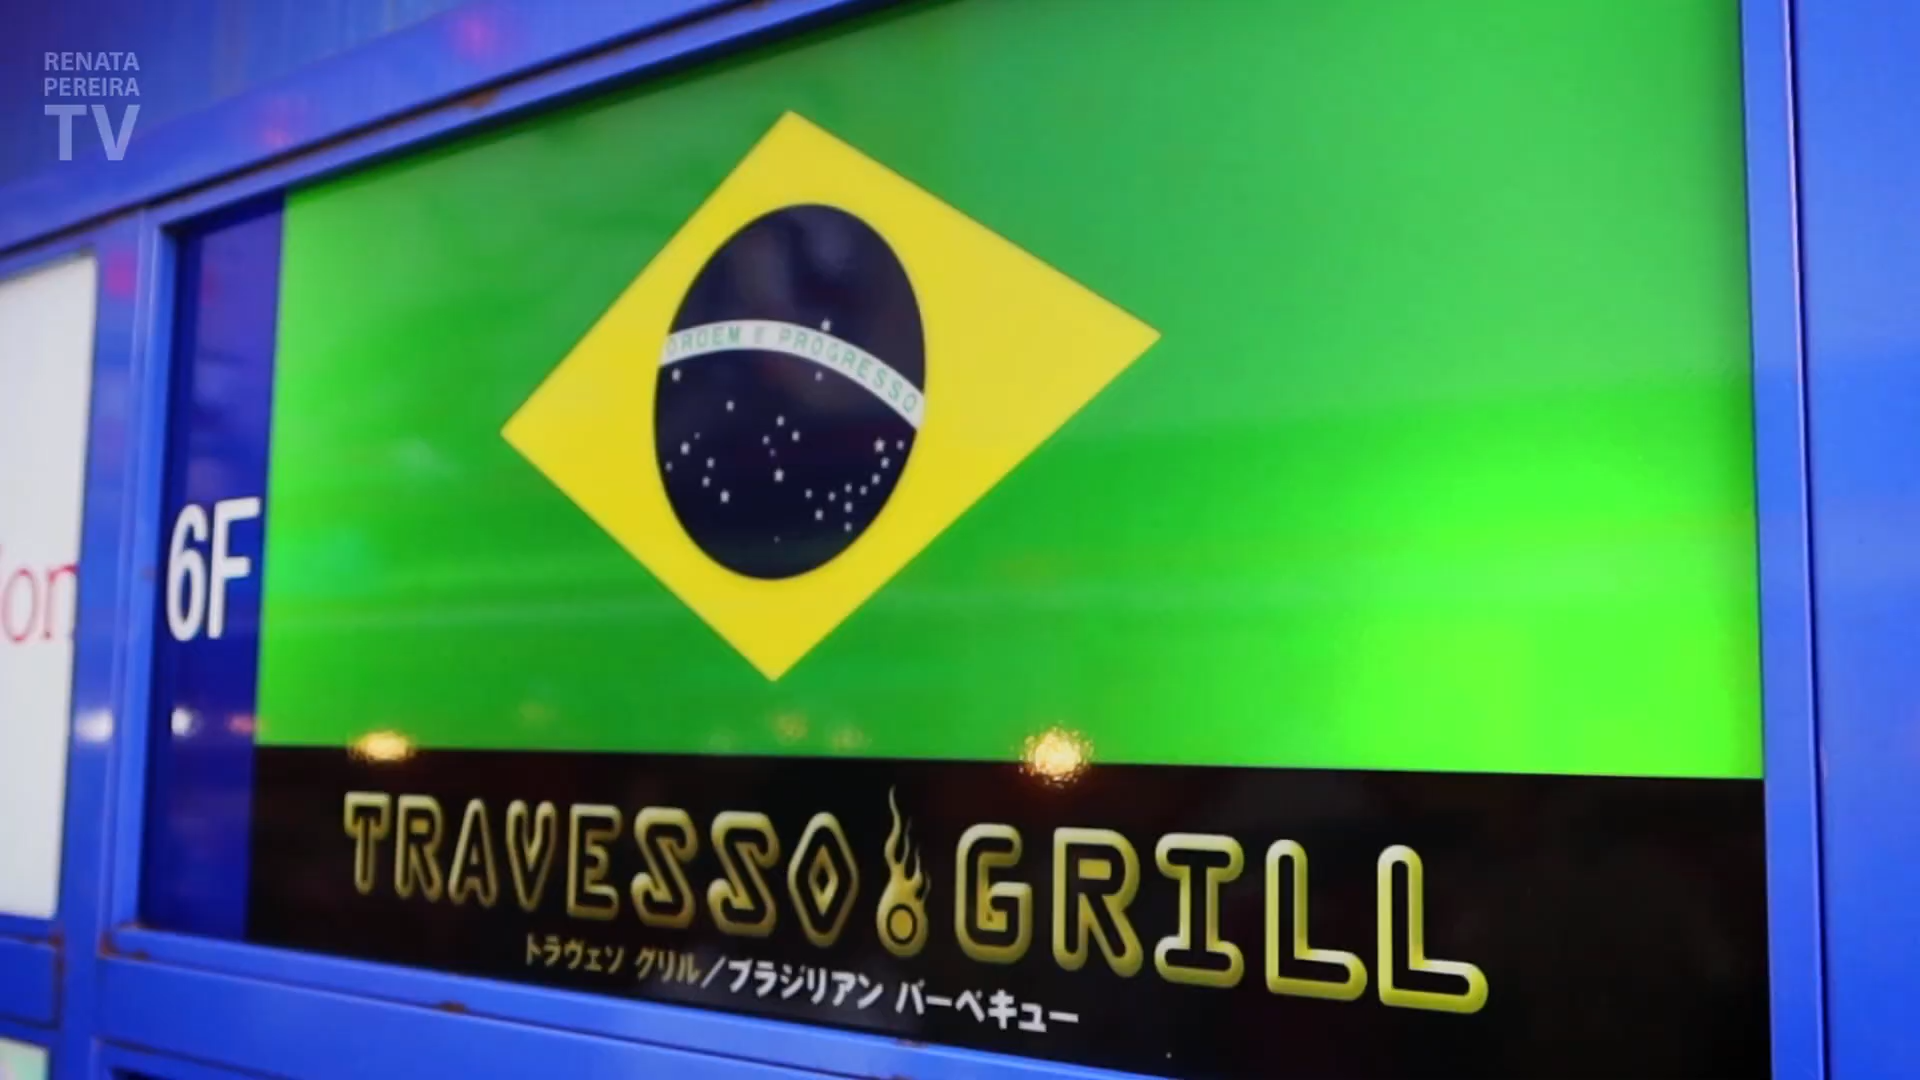 RENATA
PEREIRA
TV
ORDEM E PROGRESSO
6F
on
TRAVESSO GRILL
トラヴェソ グリル/ブラジリアン バーベキュー